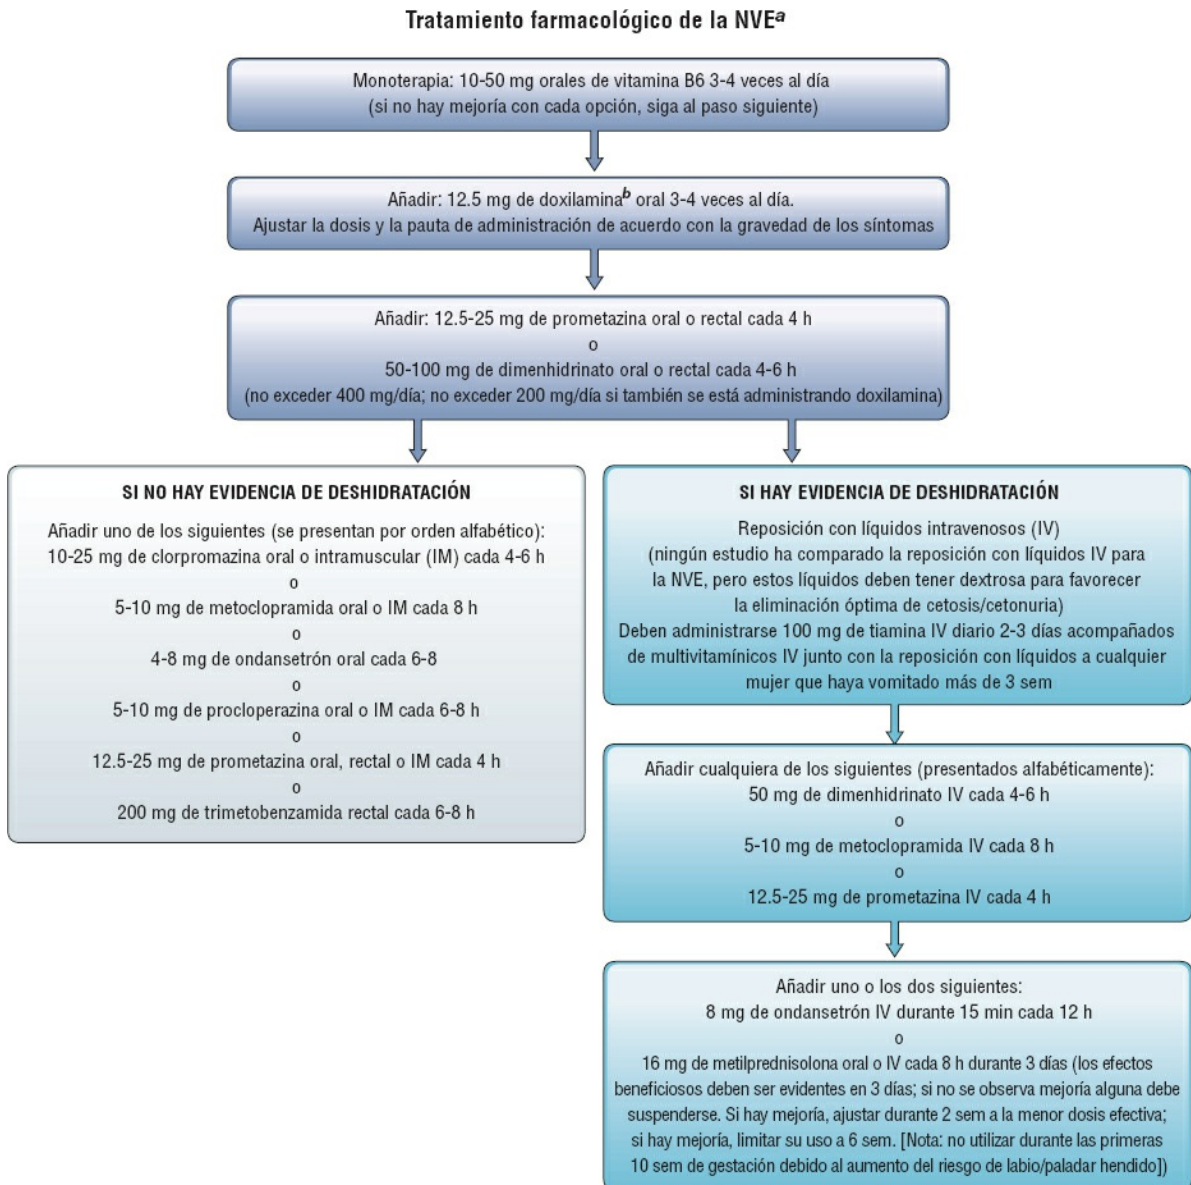 Tratamiento farmacológico de la NVEa
Monoterapia: 10-50 mg orales de vitamina B6 3-4 veces al día
(si no hay mejoría con cada opción, siga al paso siguiente)
Añadir: 12.5 mg de doxilaminab oral 3-4 veces al día.
Ajustar la dosis y la pauta de administración de acuerdo con la gravedad de los síntomas
Añadir: 12.5-25 mg de prometazina oral o rectal cada 4 h
o
50-100 mg de dimenhidrinato oral o rectal cada 4-6 h
(no exceder 400 mg/día; no exceder 200 mg/día si también se está administrando doxilamina)
SI NO HAY EVIDENCIA DE DESHIDRATACIÓN
Añadir uno de los siguientes (se presentan por orden alfabético):
10-25 mg de clorpromazina oral o intramuscular (IM) cada 4-6 h
o
5-10 mg de metoclopramida oral o IM cada 8 h
o
4-8 mg de ondansetrón oral cada 6-8
o
5-10 mg de procloperazina oral o IM cada 6-8 h
o
12.5-25 mg de prometazina oral, rectal o IM cada 4 h
o
200 mg de trimetobenzamida rectal cada 6-8 h
SI HAY EVIDENCIA DE DESHIDRATACIÓN
Reposición con líquidos intravenosos (IV)
(ningún estudio ha comparado la reposición con líquidos IV para
la NVE, pero estos líquidos deben tener dextrosa para favorecer
la eliminación óptima de cetosis/cetonuria)
Deben administrarse 100 mg de tiamina IV diario 2-3 días acompañados
de multivitamínicos IV junto con la reposición con líquidos a cualquier
mujer que haya vomitado más de 3 sem
Añadir cualquiera de los siguientes (presentados alfabéticamente):
50 mg de dimenhidrinato IV cada 4-6 h
o
5-10 mg de metoclopramida IV cada 8 h
o
12.5-25 mg de prometazina IV cada 4 h
Añadir uno o los dos siguientes:
8 mg de ondansetrón IV durante 15 min cada 12 h
o
16 mg de metilprednisolona oral o IV cada 8 h durante 3 días (los efectos
beneficiosos deben ser evidentes en 3 días; si no se observa mejoría alguna debe
suspenderse. Si hay mejoría, ajustar durante 2 sem a la menor dosis efectiva;
si hay mejoría, limitar su uso a 6 sem. [Nota: no utilizar durante las primeras
10 sem de gestación debido al aumento del riesgo de labio/paladar hendido])